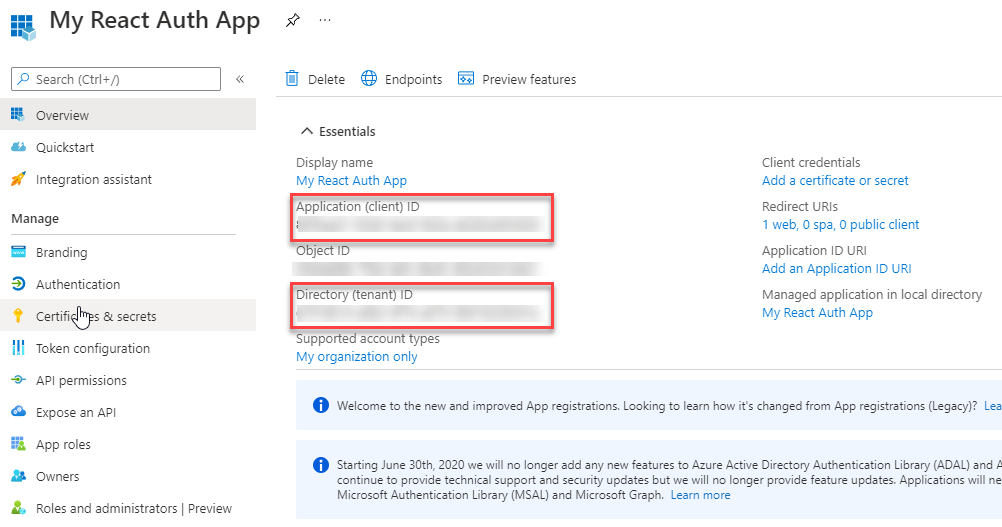 My React Auth App
Search (Ctrl+/)
«
Overview
Quickstart
Integration assistant
Manage
Branding
Authentication
Certificates & secrets
Token configuration
API permissions
Expose an API
App roles
Owners
Roles and administrators | Preview
Delete
Endpoints
Preview features
Essentials
Display name
My React Auth App
Application (client) ID
Object ID
Directory (tenant) ID
Supported account types
My organization only
Client credentials
Add a certificate or secret
Redirect URIs
1 web, 0 spa, 0 public client
Application ID URI
Add an Application ID URI
Managed application in local directory
My React Auth App
Welcome to the new and improved App registrations. Looking to learn how it's changed from App registrations (Legacy)? Lea
Starting June 30th, 2020 we will no longer add any new features to Azure Active Directory Authentication Library (ADAL) and A
continue to provide technical support and security updates but we will no longer provide feature updates. Applications will ne
Microsoft Authentication Library (MSAL) and Microsoft Graph. Learn more